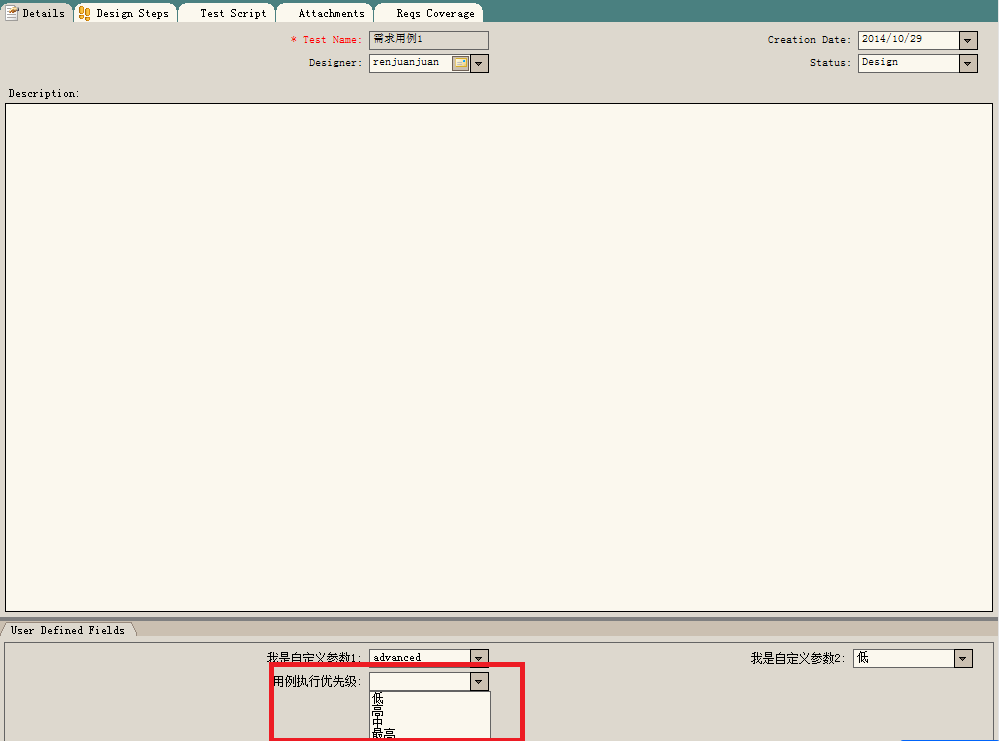 Details Design Steps Test Script Attachments Reqs Coverage
* Test Name: 需求用例1 Creation Date: 2014/10/29
Designer: renjuanjuan Status: Design
Description:
User Defined Fields
我是自定义参数1: advanced 我是自定义参数2: 低
用例执行优先级:
低
高
中
最高